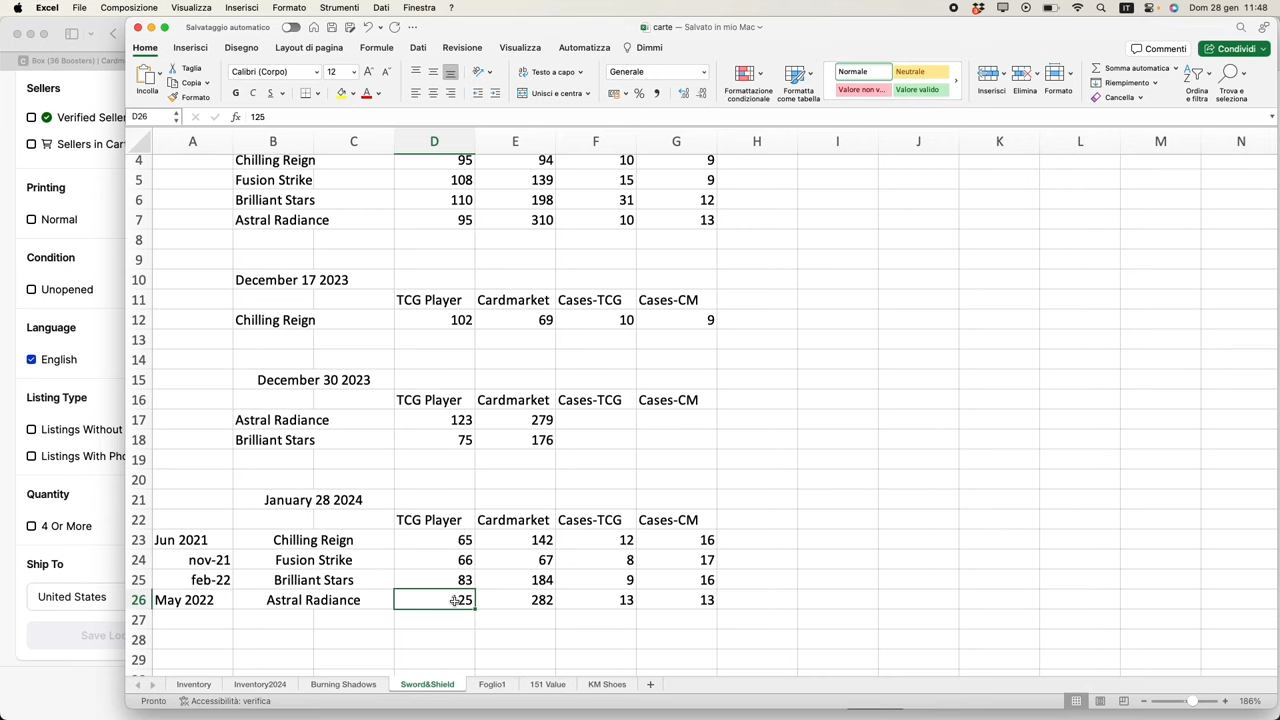 Excel File Composizione Visualizza Inserisci Formato Strumenti Dati Finestra ? IT Dom 28 gen 11:48
Salvataggio automatico carte — Salvato in mio Mac
Home Inserisci Disegno Layout di pagina Formule Dati Revisione Visualizza Automatizza Dimmi Commenti Condividi
Incolla Taglia Copia Formato
Calibri (Corpo) 12 G C S
Testo a capo Unisci e centra
Generale %
Formattazione condizionale Formatta come tabella
Normale Neutrale
Valore non v... Valore valido
Inserisci Elimina Formato
Somma automatica Riempimento Cancella
Ordina e filtra Trova e seleziona
D26 fx 125
Box (36 Boosters) | Cardm
Sellers
Verified Selle
Sellers in Car
Printing
Normal
Condition
Unopened
Language
English
Listing Type
Listings Without
Listings With Pho
Quantity
4 Or More
Ship To
United States
Save Lo
A B C D E F G H I J K L M N
4 Chilling Reign 95 94 10 9
5 Fusion Strike 108 139 15 9
6 Brilliant Stars 110 198 31 12
7 Astral Radiance 95 310 10 13
8
9
10 December 17 2023
11 TCG Player Cardmarket Cases-TCG Cases-CM
12 Chilling Reign 102 69 10 9
13
14
15 December 30 2023
16 TCG Player Cardmarket Cases-TCG Cases-CM
17 Astral Radiance 123 279
18 Brilliant Stars 75 176
19
20
21 January 28 2024
22 TCG Player Cardmarket Cases-TCG Cases-CM
23 Jun 2021 Chilling Reign 65 142 12 16
24 nov-21 Fusion Strike 66 67 8 17
25 feb-22 Brilliant Stars 83 184 9 16
26 May 2022 Astral Radiance 125 282 13 13
27
28
29
Inventory Inventory2024 Burning Shadows Sword&Shield Foglio1 151 Value KM Shoes +
Pronto Accessibilità: verifica 186%